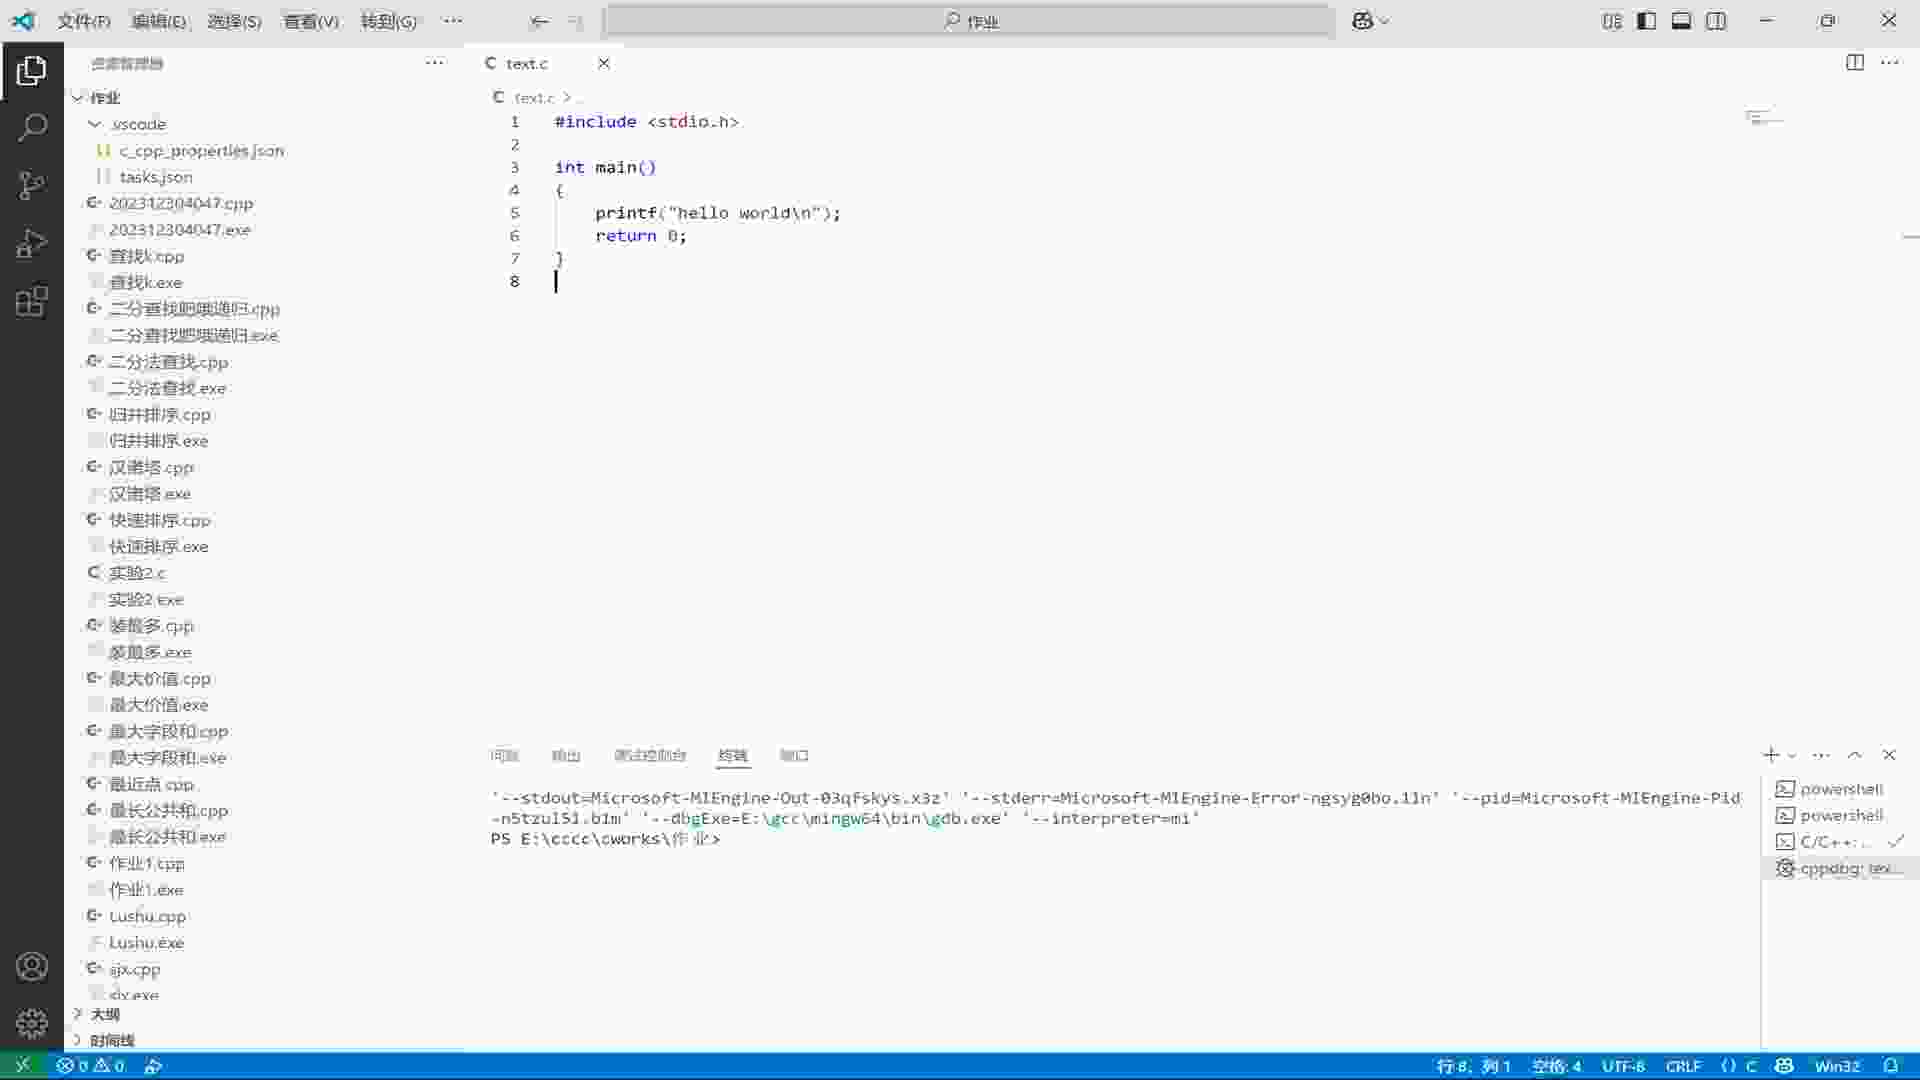 文件(F) 编辑(E) 选择(S) 查看(V) 转到(G) ··· 作业
资源管理器
作业
.vscode
c_cpp_properties.json
tasks.json
202312304047.cpp
202312304047.exe
查找k.cpp
查找k.exe
二分查找肥哦递归.cpp
二分查找肥哦递归.exe
二分法查找.cpp
二分法查找.exe
归并排序.cpp
归并排序.exe
汉诺塔.cpp
汉诺塔.exe
快速排序.cpp
快速排序.exe
实验2.c
实验2.exe
装最多.cpp
装最多.exe
最大价值.cpp
最大价值.exe
最大字段和.cpp
最大字段和.exe
最近点.cpp
最长公共和.cpp
最长公共和.exe
作业1.cpp
作业1.exe
Lushu.cpp
Lushu.exe
sjx.cpp
sjx.exe
大纲
时间线
C text.c
C text.c > ...
1 #include <stdio.h>
2
3 int main()
4 {
5 printf("hello world\n");
6 return 0;
7 }
8
问题 输出 调试控制台 终端 端口
'--stdout=Microsoft-MIEngine-Out-03qfskys.x3z' '--stderr=Microsoft-MIEngine-Error-ngsyg0bo.11n' '--pid=Microsoft-MIEngine-Pid
-n5tzul51.b1m' '--dbgExe=E:\gcc\mingw64\bin\gdb.exe' '--interpreter=mi'
PS E:\cccc\cworks\作业>
powershell
powershell
C/C++: ...
cppdbg: tex...
0 0 行 8，列 1 空格: 4 UTF-8 CRLF {} C Win32